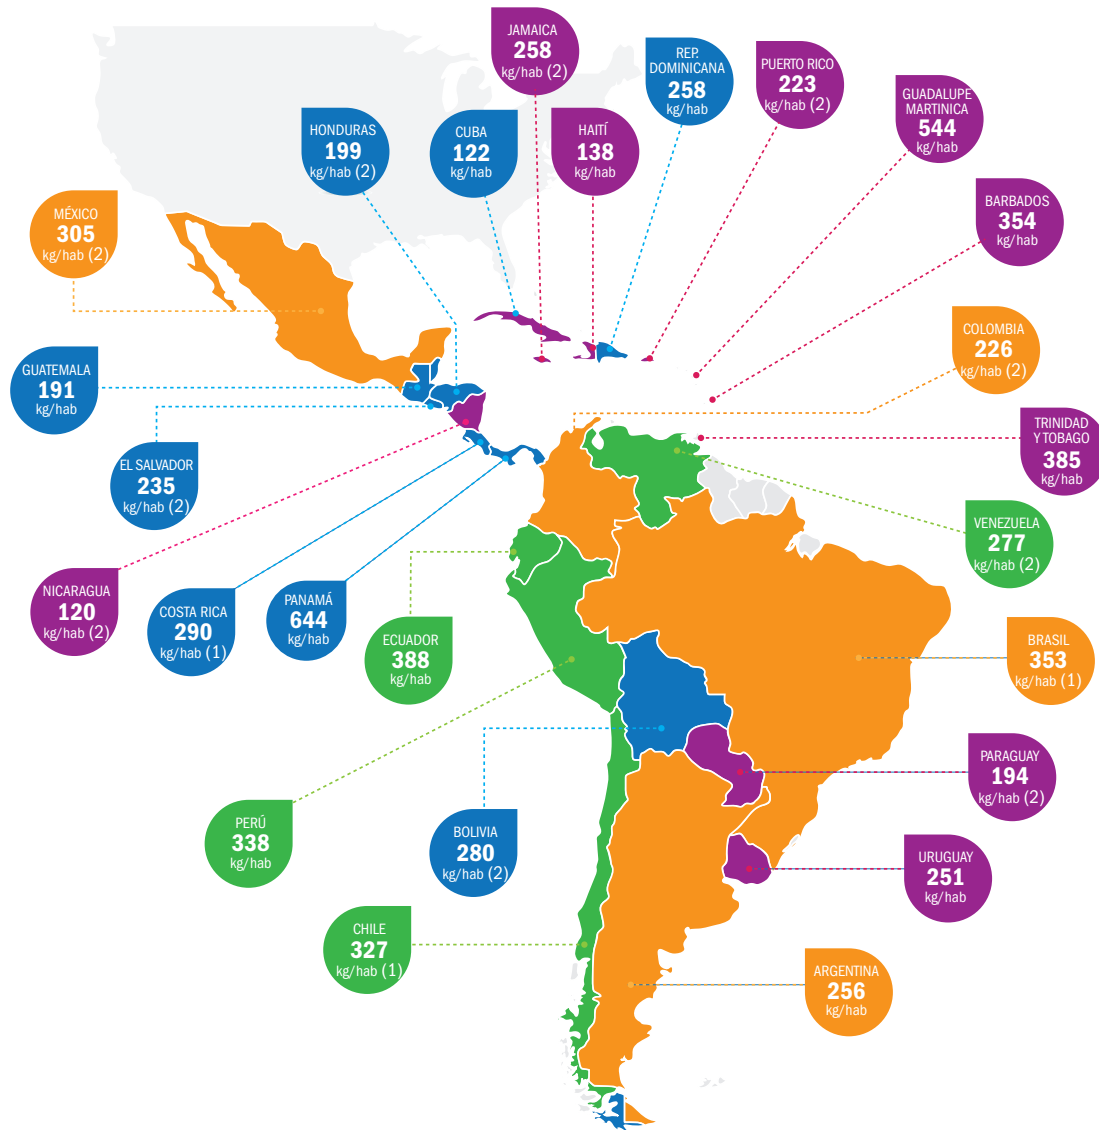 JAMAICA
258
kg/hab (2)
REP.
DOMINICANA
258
kg/hab
PUERTO RICO
223
kg/hab (2)
GUADALUPE
MARTINICA
544
kg/hab
HONDURAS
199
kg/hab (2)
CUBA
122
kg/hab
HAITÍ
138
kg/hab
BARBADOS
354
kg/hab
MÉXICO
305
kg/hab (2)
COLOMBIA
226
kg/hab (2)
GUATEMALA
191
kg/hab
TRINIDAD
Y TOBAGO
385
kg/hab
EL SALVADOR
235
kg/hab (2)
VENEZUELA
277
kg/hab (2)
NICARAGUA
120
kg/hab (2)
COSTA RICA
290
kg/hab (1)
PANAMÁ
644
kg/hab
ECUADOR
388
kg/hab
BRASIL
353
kg/hab (1)
PARAGUAY
194
kg/hab (2)
PERÚ
338
kg/hab
BOLIVIA
280
kg/hab (2)
URUGUAY
251
kg/hab
CHILE
327
kg/hab (1)
ARGENTINA
256
kg/hab